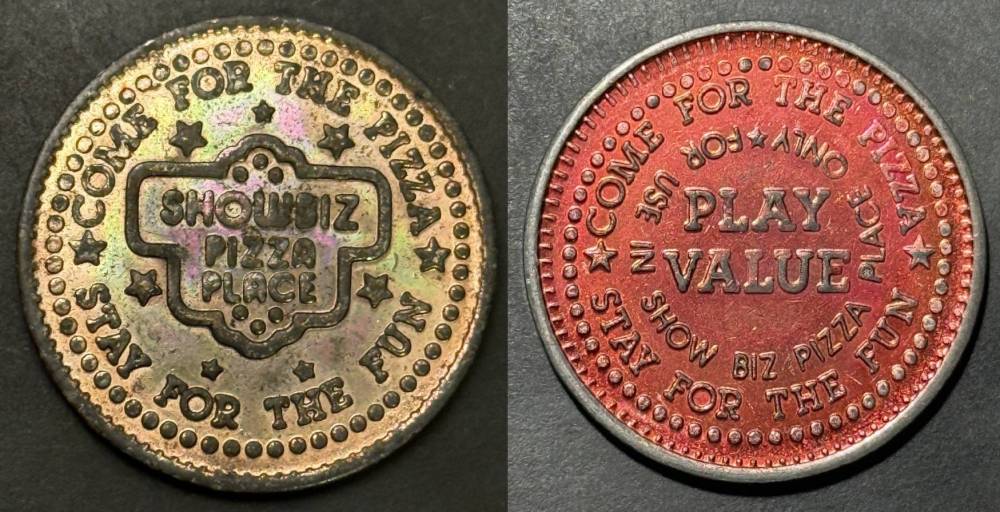 COME FOR THE PIZZA
SHOWBIZ
PIZZA
PLACE
STAY FOR THE FUN
COME FOR THE PIZZA
ONLY FOR USE IN SHOW BIZ PIZZA PLACE
PLAY
VALUE
STAY FOR THE FUN